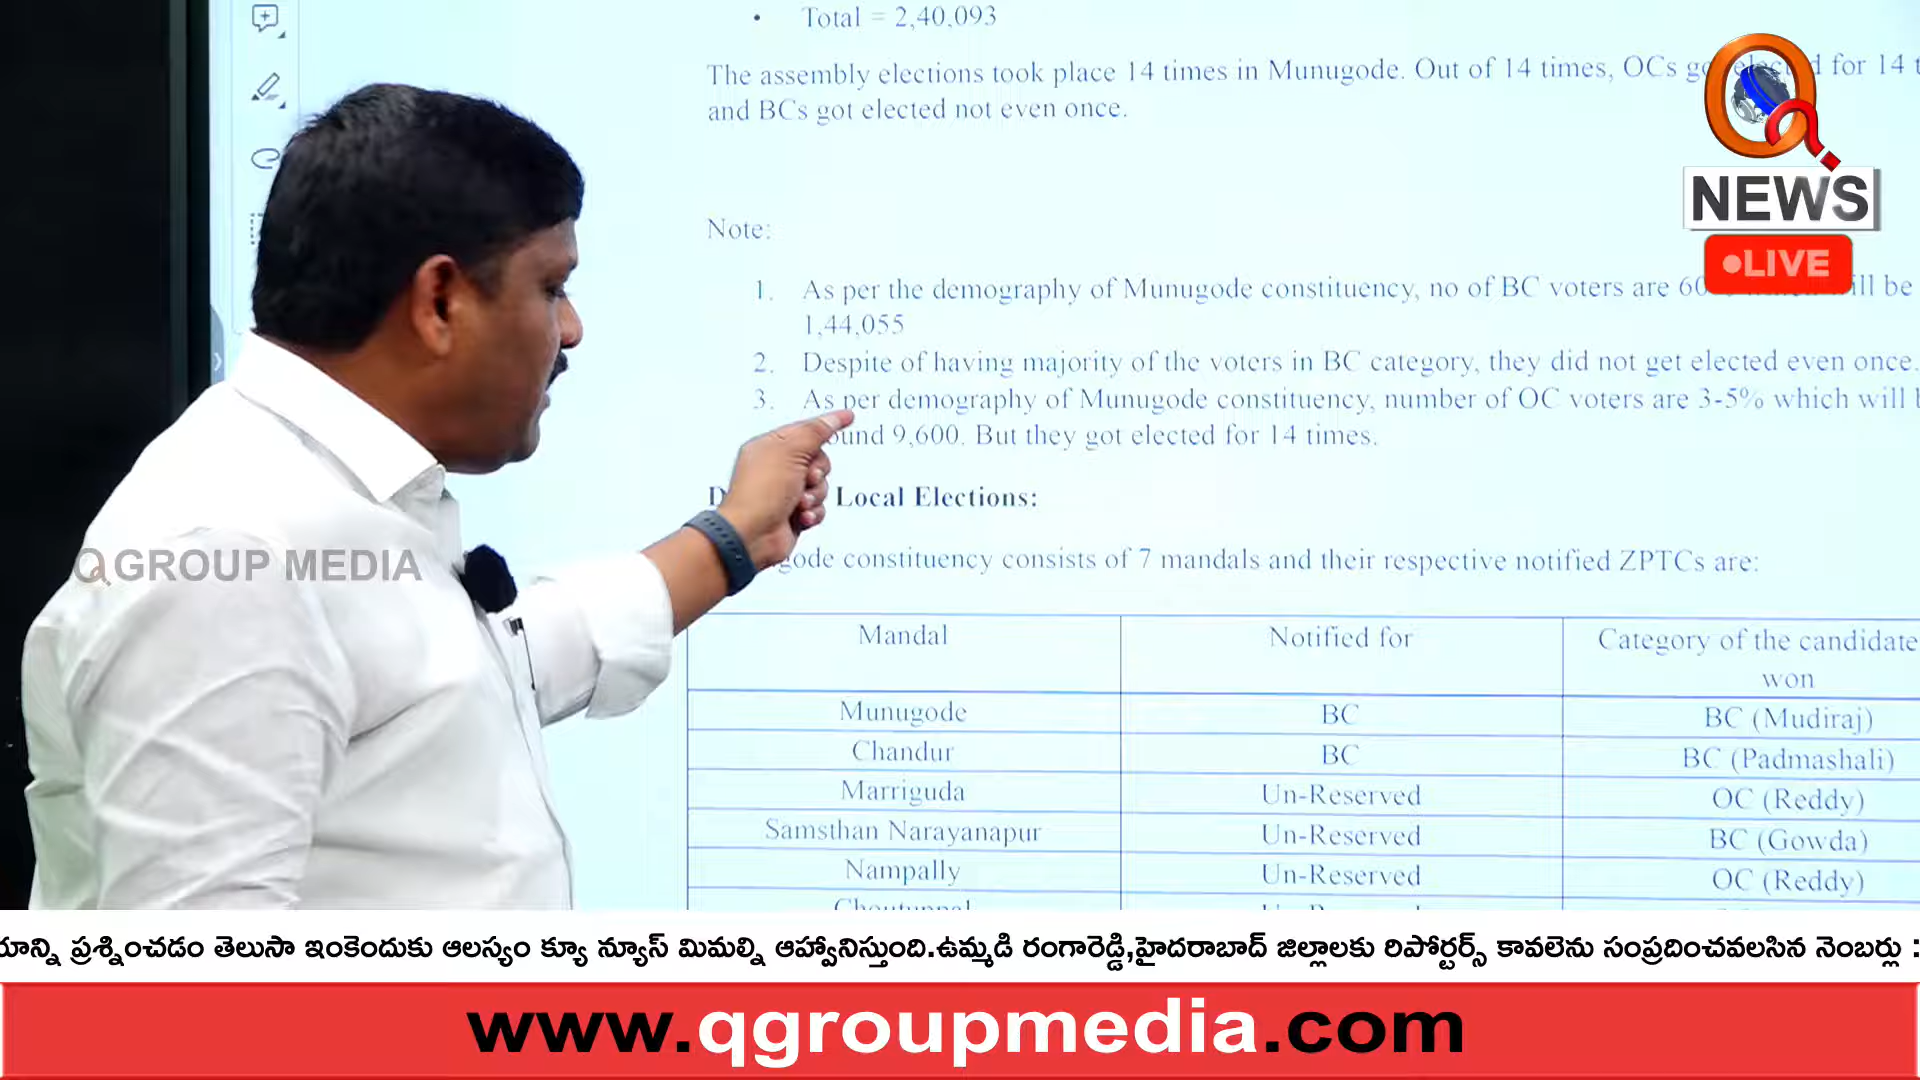 • Total = 2,40,093
The assembly elections took place 14 times in Munugode. Out of 14 times, OCs got elected for 14
and BCs got elected not even once.
NEWS
LIVE
Note:
1. As per the demography of Munugode constituency, no of BC voters are 60% which will be
1,44,055
2. Despite of having majority of the voters in BC category, they did not get elected even once.
3. As per demography of Munugode constituency, number of OC voters are 3-5% which will
9,600. But they got elected for 14 times.
Local Elections:
constituency consists of 7 mandals and their respective notified ZPTCs are:
Q GROUP MEDIA
Mandal Notified for Category of the candidate
won
Munugode BC BC (Mudiraj)
Chandur BC BC (Padmashali)
Marriguda Un-Reserved OC (Reddy)
Samsthan Narayanapur Un-Reserved BC (Gowda)
Nampally Un-Reserved OC (Reddy)
ప్రశ్నించడం తెలుసా ఇంకెందుకు ఆలస్యం క్యూ న్యూస్ మిమల్ని ఆహ్వానిస్తుంది.ఉమ్మడి రంగారెడ్డి,హైదరాబాద్ జిల్లాలకు రిపోర్టర్స్ కావలెను సంప్రదించవలసిన నెంబర్లు :
www.qgroupmedia.com